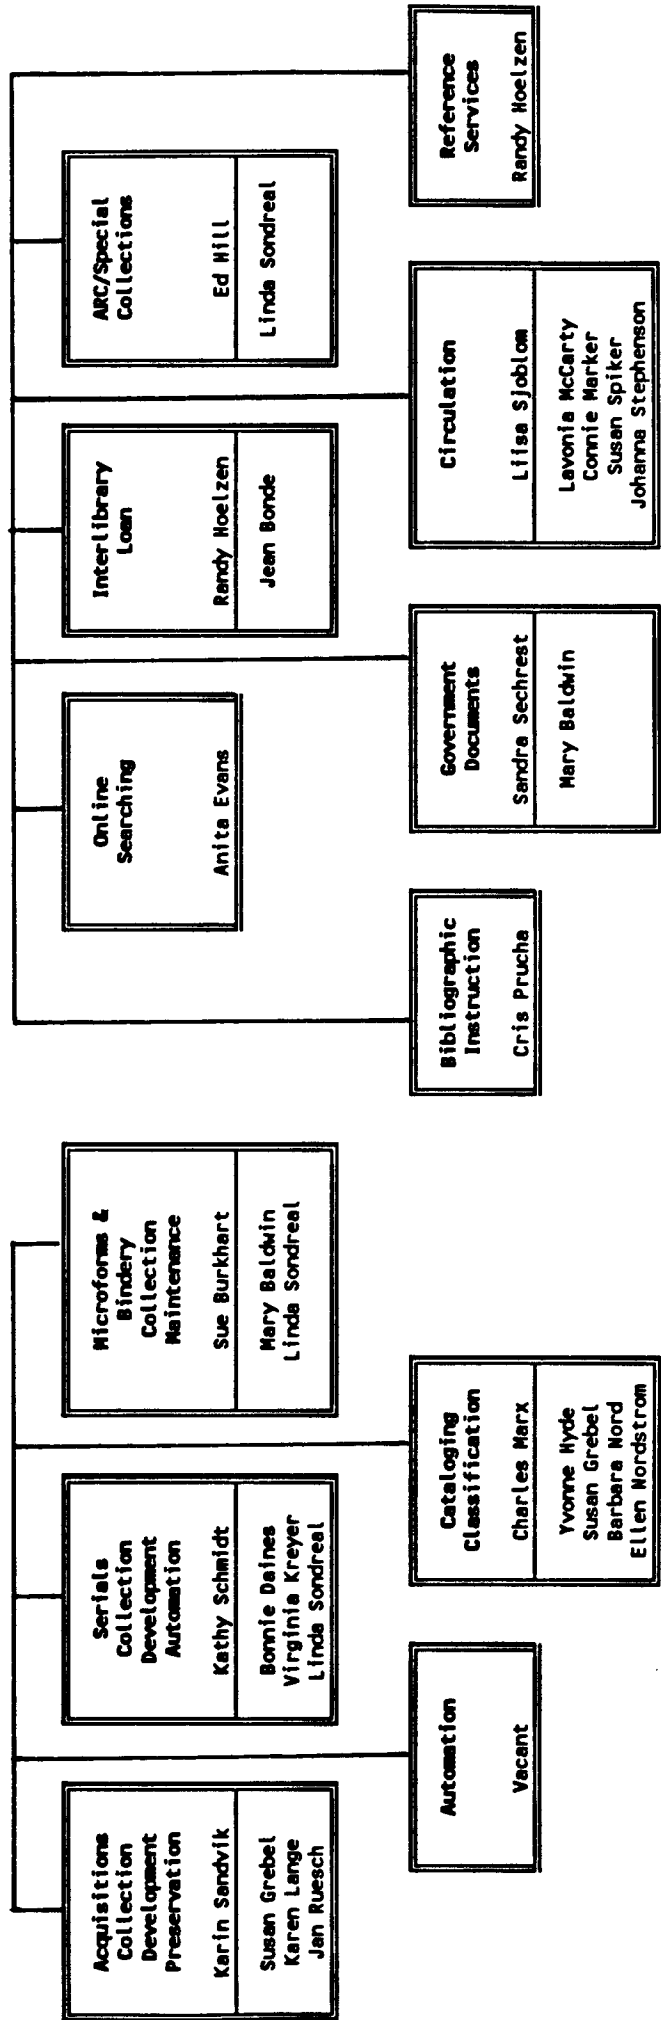 Acquisitions
Collection
Development
Preservation
Karin Sandvik
Susan Grebel
Karen Lange
Jan Ruesch
Serials
Collection
Development
Automation
Kathy Schmidt
Bonnie Daines
Virginia Kreyer
Linda Sondreal
Microforms &
Bindery
Collection
Maintenance
Sue Burkhart
Mary Baldwin
Linda Sondreal
Automation
Vacant
Cataloging
Classification
Charles Marx
Yvonne Hyde
Susan Grebel
Barbara Nord
Ellen Nordstrom
Online
Searching
Anita Evans
Interlibrary
Loan
Randy Hoelzen
Jean Bonde
ARC/Special
Collections
Ed Hill
Linda Sondreal
Bibliographic
Instruction
Cris Prucha
Government
Documents
Sandra Sechrest
Mary Baldwin
Circulation
Liisa Sjoblom
Lavonia McCarty
Connie Marker
Susan Spiker
Johanna Stephenson
Reference
Services
Randy Hoelzen